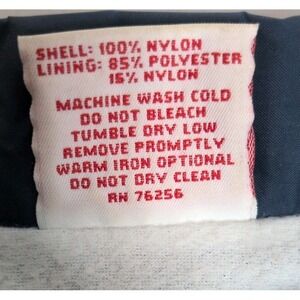 SHELL: 100% NYLON
LINING: 85% POLYESTER
15% NYLON
MACHINE WASH COLD
DO NOT BLEACH
TUMBLE DRY LOW
REMOVE PROMPTLY
WARM IRON OPTIONAL
DO NOT DRY CLEAN
RN 76256